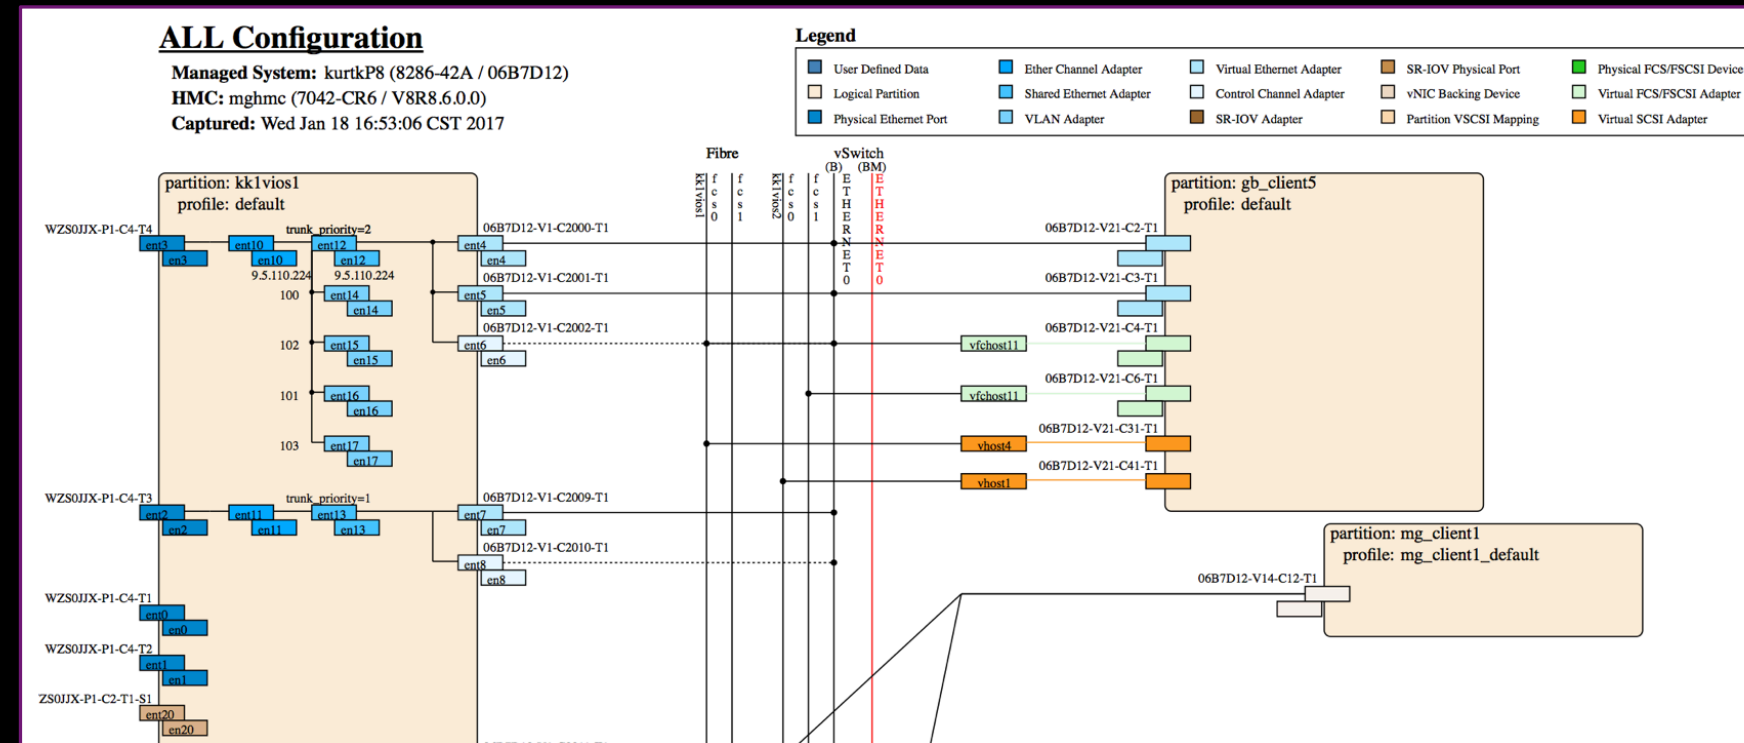 ALL Configuration
Managed System: kurtkP8 (8286-42A / 06B7D12)
HMC: mghmc (7042-CR6 / V8R8.6.0.0)
Captured: Wed Jan 18 16:53:06 CST 2017
Legend
User Defined Data
Ether Channel Adapter
Virtual Ethernet Adapter
SR-IOV Physical Port
Physical FCS/FSCSI Device
Logical Partition
Shared Ethernet Adapter
Control Channel Adapter
vNIC Backing Device
Virtual FCS/FSCSI Adapter
Physical Ethernet Port
VLAN Adapter
SR-IOV Adapter
Partition VSCSI Mapping
Virtual SCSI Adapter
Fibre
vSwitch
(B)
(BM)
kk1vios1
fcs0
fcs1
kk1vios2
fcs0
fcs1
ETHERNET0
ETHERNET0
partition: kk1vios1
profile: default
WZS0JJX-P1-C4-T4
ent3
en3
ent10
en10
9.5.110.224
trunk_priority=2
ent12
en12
9.5.110.224
100
ent14
en14
102
ent15
en15
101
ent16
en16
103
ent17
en17
06B7D12-V1-C2000-T1
ent4
en4
06B7D12-V1-C2001-T1
ent5
en5
06B7D12-V1-C2002-T1
ent6
en6
WZS0JJX-P1-C4-T3
ent2
en2
ent11
en11
trunk_priority=1
ent13
en13
06B7D12-V1-C2009-T1
ent7
en7
06B7D12-V1-C2010-T1
ent8
en8
WZS0JJX-P1-C4-T1
ent0
en0
WZS0JJX-P1-C4-T2
ent1
en1
ZS0JJX-P1-C2-T1-S1
ent20
en20
partition: gb_client5
profile: default
06B7D12-V21-C2-T1
06B7D12-V21-C3-T1
06B7D12-V21-C4-T1
vfchost11
06B7D12-V21-C6-T1
vfchost11
06B7D12-V21-C31-T1
vhost4
06B7D12-V21-C41-T1
vhost1
partition: mg_client1
profile: mg_client1_default
06B7D12-V14-C12-T1